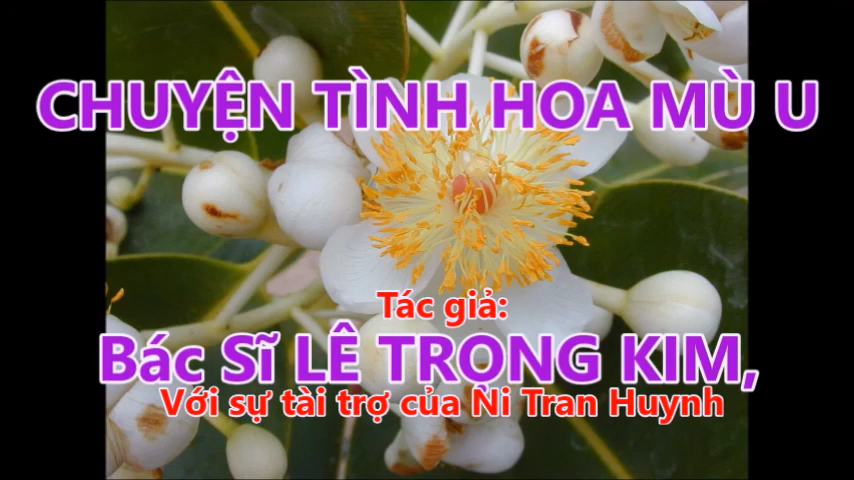 CHUYỆN TÌNH HOA MÙ U
Tác giả:
Bác Sĩ LÊ TRỌNG KIM,
Với sự tài trợ của Ni Tran Huynh